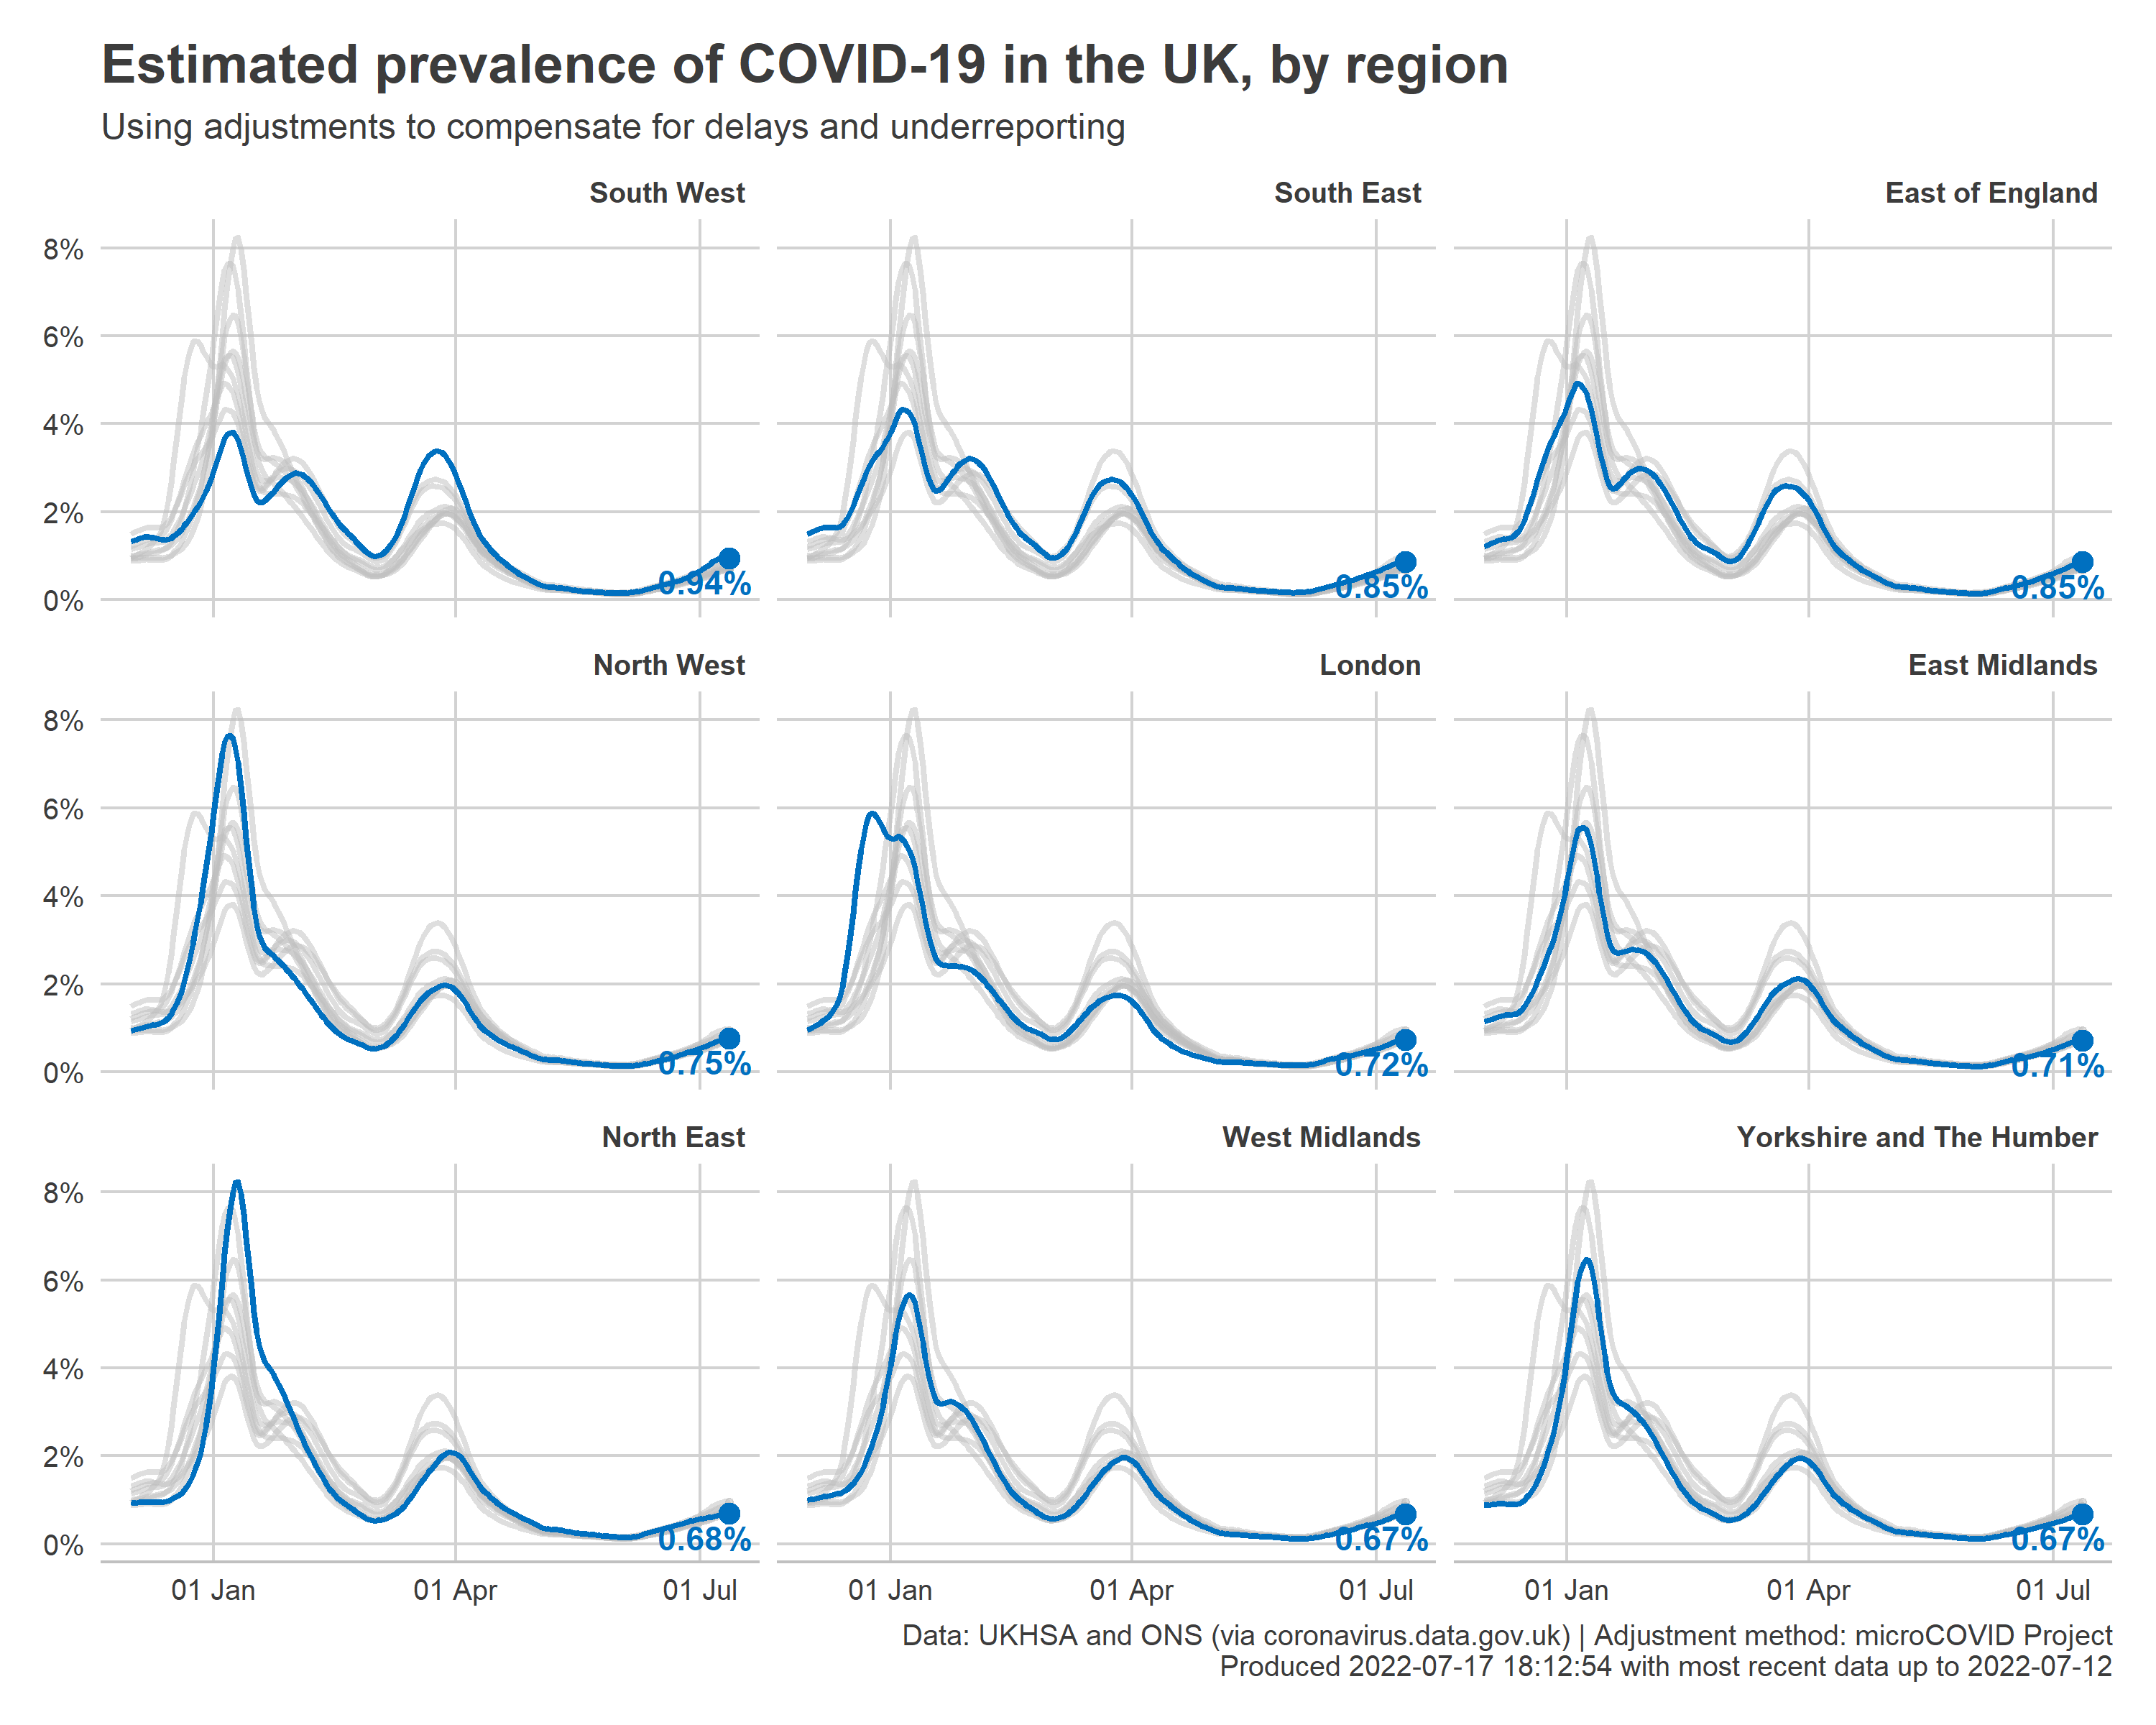 Estimated prevalence of COVID-19 in the UK, by region
Using adjustments to compensate for delays and underreporting
South West
South East
East of England
8%
6%
4%
2%
0%
0.94%
0.85%
0.85%
North West
London
East Midlands
8%
6%
4%
2%
0%
0.75%
0.72%
0.71%
North East
West Midlands
Yorkshire and The Humber
8%
6%
4%
2%
0%
0.68%
0.67%
0.67%
01 Jan
01 Apr
01 Jul
01 Jan
01 Apr
01 Jul
01 Jan
01 Apr
01 Jul
Data: UKHSA and ONS (via coronavirus.data.gov.uk) | Adjustment method: microCOVID Project
Produced 2022-07-17 18:12:54 with most recent data up to 2022-07-12